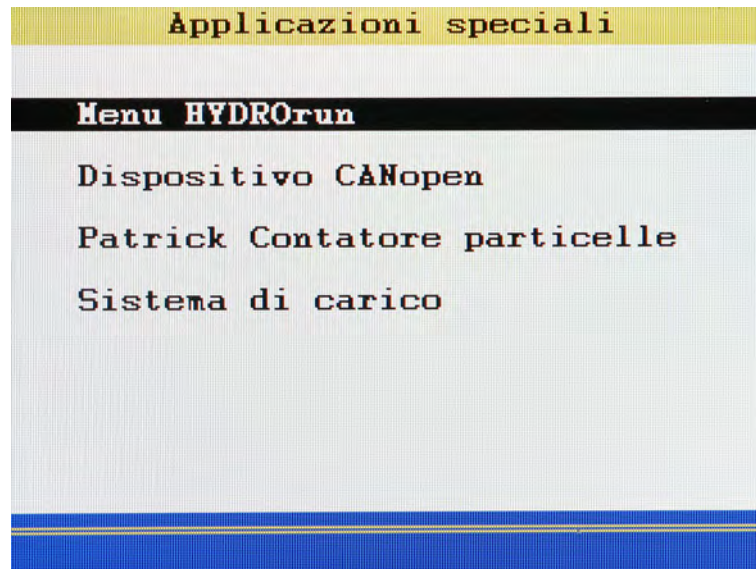 Applicazioni speciali
Menu HYDROrun
Dispositivo CANopen
Patrick Contatore particelle
Sistema di carico